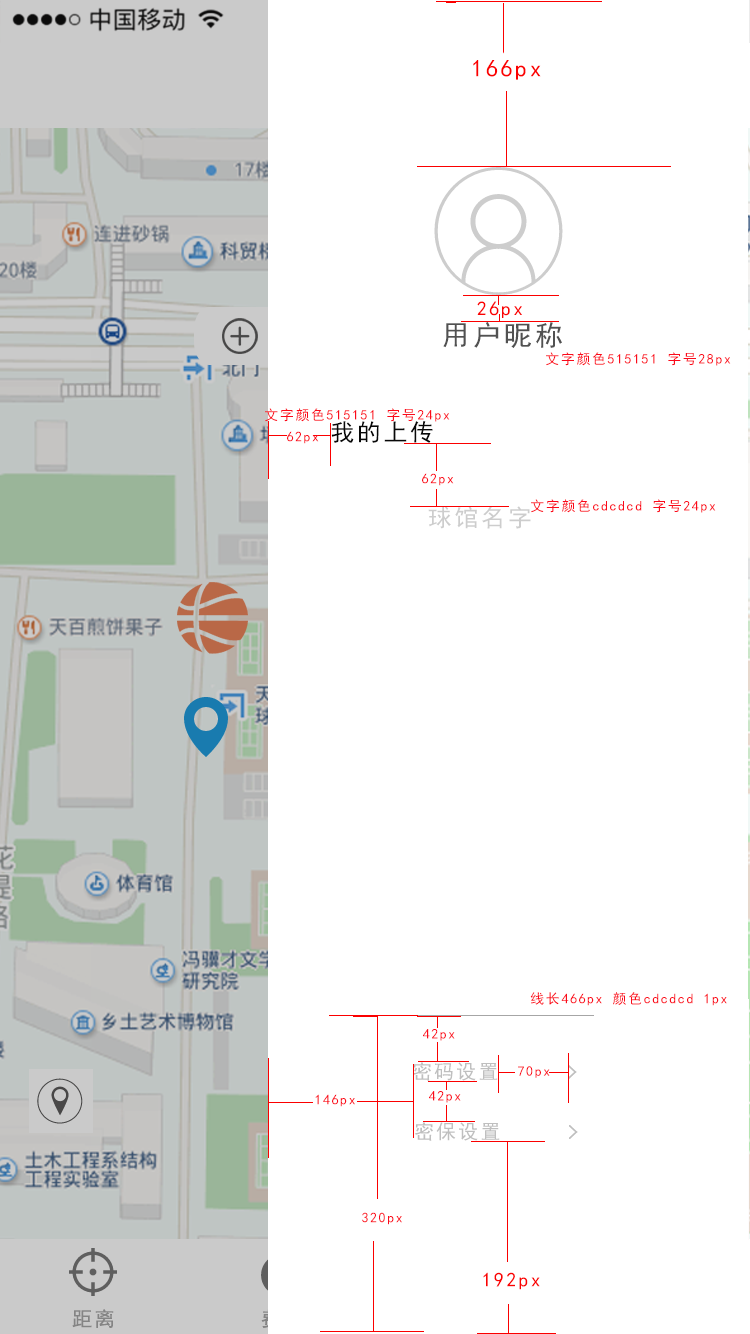 中国移动
166px
17楼
连进砂锅
科贸楼
20楼
26px
用户昵称
文字颜色515151 字号28px
文字颜色515151 字号24px
62px
我的上传
62px
文字颜色cdcdcd 字号24px
球馆名字
天百煎饼果子
天
球
体育馆
花
堤
路
冯骥才文学
研究院
线长466px 颜色cdcdcd 1px
乡土艺术博物馆
42px
密码设置
70px
146px
42px
密保设置
土木工程系结构
工程实验室
320px
192px
距离